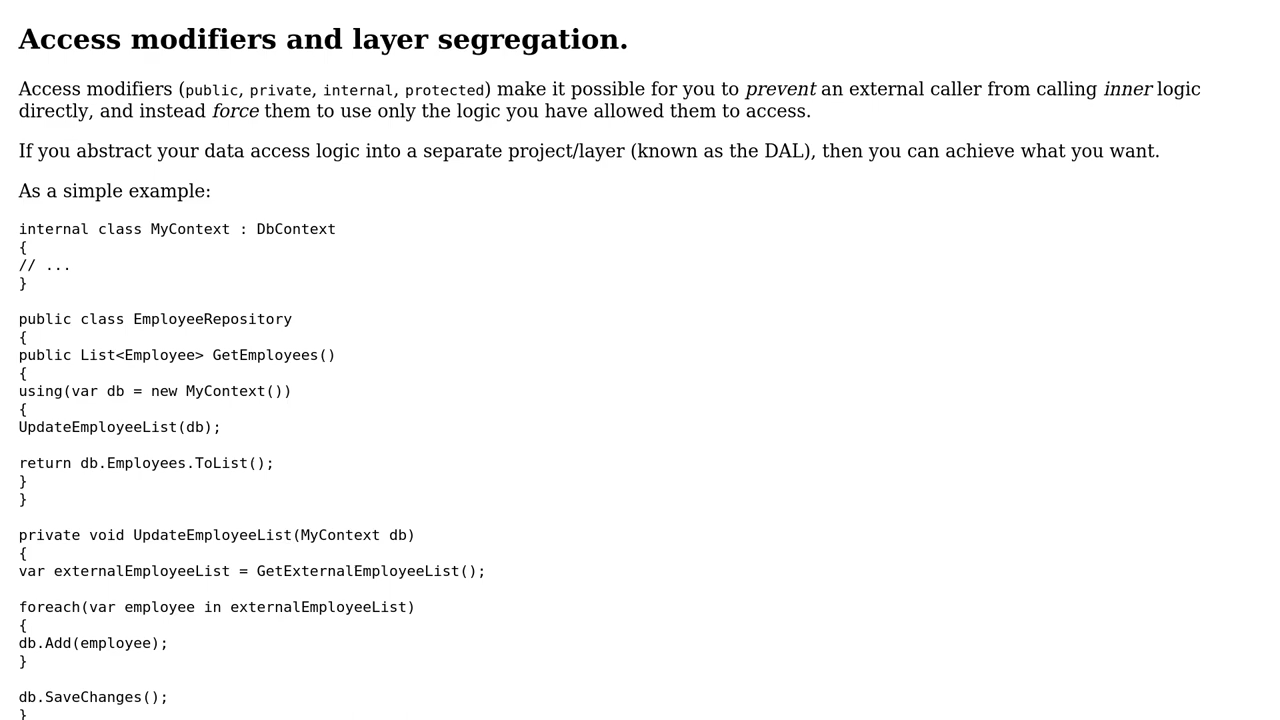 Access modifiers and layer segregation.
Access modifiers (public, private, internal, protected) make it possible for you to prevent an external caller from calling inner logic
directly, and instead force them to use only the logic you have allowed them to access.
If you abstract your data access logic into a separate project/layer (known as the DAL), then you can achieve what you want.
As a simple example:
internal class MyContext : DbContext
{
// ...
}
public class EmployeeRepository
{
public List<Employee> GetEmployees()
{
using(var db = new MyContext())
{
UpdateEmployeeList(db);
return db.Employees.ToList();
}
}
private void UpdateEmployeeList(MyContext db)
{
var externalEmployeeList = GetExternalEmployeeList();
foreach(var employee in externalEmployeeList)
{
db.Add(employee);
}
db.SaveChanges();
}